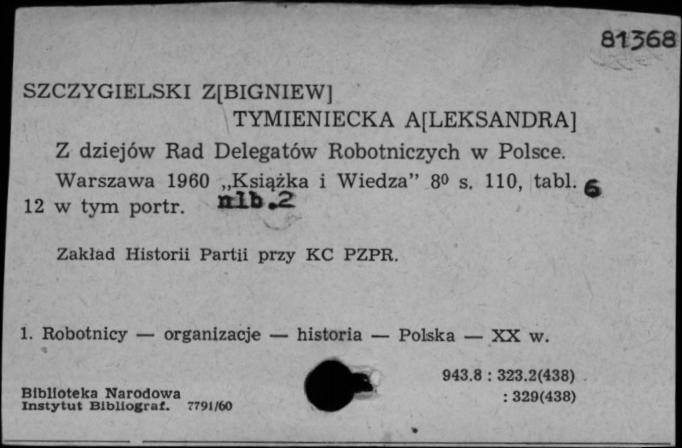 81368
SZCZYGIELSKI Z[BIGNIEW]
TYMIENIECKA A[LEKSANDRA]
Z dziejów Rad Delegatów Robotniczych w Polsce.
Warszawa 1960 „Książka i Wiedza” 8⁰ s. 110, tabl. 6
12 w tym portr. nlb.2
Zakład Historii Partii przy KC PZPR.
1. Robotnicy — organizacje — historia — Polska — XX w.
943.8 : 323.2(438)
: 329(438)
Biblioteka Narodowa
Instytut Bibliograf. 7791/60